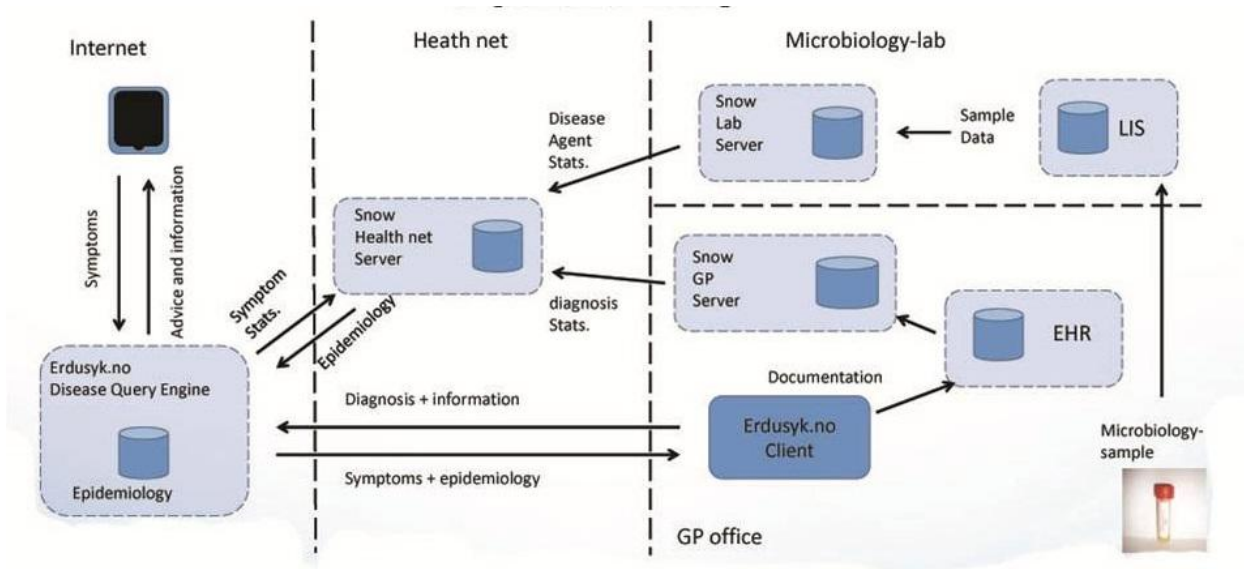 Internet
Heath net
Microbiology-lab
Snow
Lab
Server
Sample
Data
LIS
Disease
Agent
Stats.
Symptoms
Advice and information
Snow
Health net
Server
Snow
GP
Server
diagnosis
Stats.
EHR
Symptom
Stats.
Epidemiology
Erdusyk.no
Disease Query Engine
Epidemiology
Diagnosis + information
Symptoms + epidemiology
Documentation
Erdusyk.no
Client
Microbiology-
sample
GP office